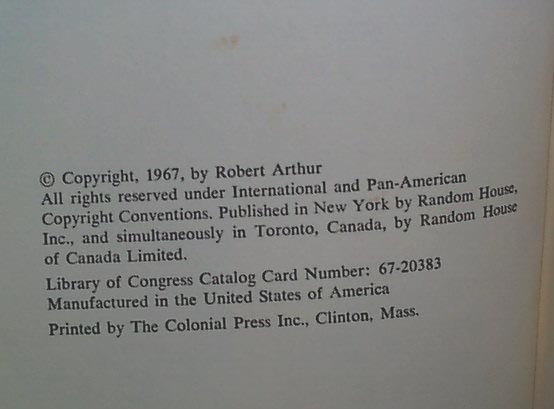 © Copyright, 1967, by Robert Arthur
All rights reserved under International and Pan-American
Copyright Conventions. Published in New York by Random House,
Inc., and simultaneously in Toronto, Canada, by Random House
of Canada Limited.
Library of Congress Catalog Card Number: 67-20383
Manufactured in the United States of America
Printed by The Colonial Press Inc., Clinton, Mass.